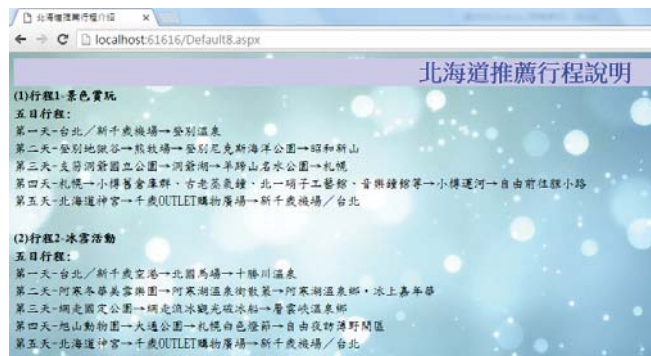 北海道推薦行程介紹
localhost:61616/Default8.aspx
北海道推薦行程說明
(1)行程1-景色賞玩
五日行程:
第一天-台北／新千歲機場→登別溫泉
第二天-登別地獄谷→熊牧場→登別尼克斯海洋公園→昭和新山
第三天-支笏洞爺國立公園→洞爺湖→羊蹄山名水公園→札幌
第四天-札幌→小樽舊倉庫群、古老蒸氣鐘、北一硝子工藝館、音樂鐘館等→小樽運河→自由前往狸小路
第五天-北海道神宮→千歲OUTLET購物廣場→新千歲機場／台北
(2)行程2-冰雪活動
五日行程:
第一天-台北／新千歲空港→北國馬場→十勝川溫泉
第二天-阿寒冬華美雪樂園→阿寒湖溫泉街散策→阿寒湖溫泉鄉，冰上嘉年華
第三天-網走國定公園→網走流冰觀光破冰船→層雲峽溫泉鄉
第四天-旭山動物園→大通公園→札幌白色燈節→自由夜訪薄野鬧區
第五天-北海道神宮→千歲OUTLET購物廣場→新千歲機場／台北